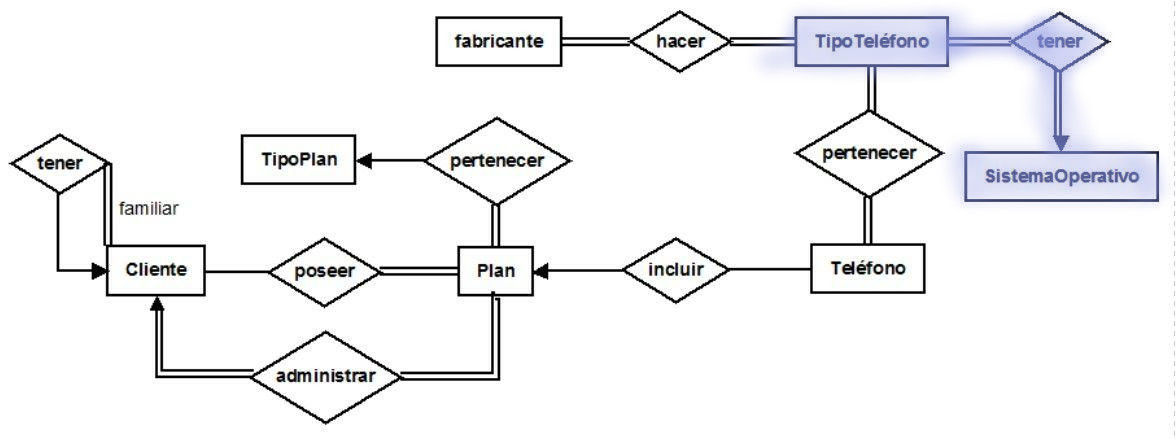 fabricante
hacer
TipoTeléfono
tener
tener
TipoPlan
pertenecer
pertenecer
SistemaOperativo
familiar
Cliente
poseer
Plan
incluir
Teléfono
administrar